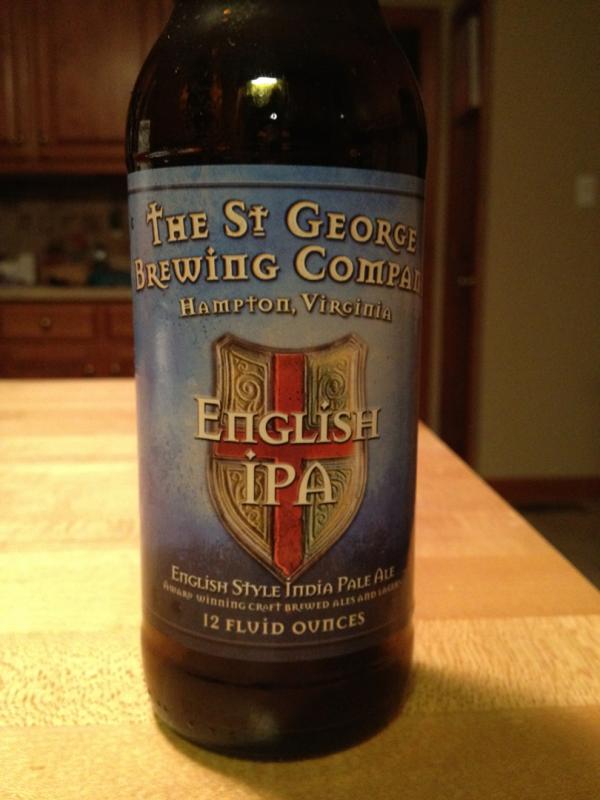 The St George
Brewing Compan
Hampton, Virginia
English
iPA
English Style India Pale Ale
Award winning craft brewed ales and lagers
12 fluid ounces